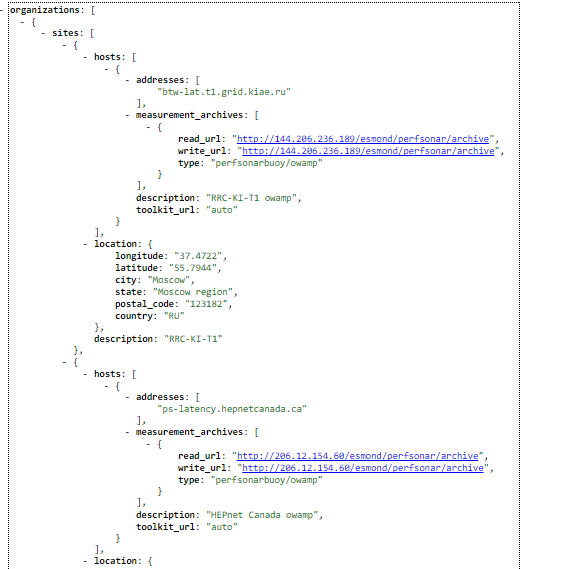 - organizations: [
- {
- sites: [
- {
- hosts: [
- {
- addresses: [
"btw-lat.t1.grid.kiae.ru"
],
- measurement_archives: [
- {
read_url: "http://144.206.236.189/esmond/perfsonar/archive",
write_url: "http://144.206.236.189/esmond/perfsonar/archive",
type: "perfsonarbuoy/owamp"
}
],
description: "RRC-KI-T1 owamp",
toolkit_url: "auto"
}
],
- location: {
longitude: "37.4722",
latitude: "55.7944",
city: "Moscow",
state: "Moscow region",
postal_code: "123182",
country: "RU"
},
description: "RRC-KI-T1"
},
- {
- hosts: [
- {
- addresses: [
"ps-latency.hepnetcanada.ca"
],
- measurement_archives: [
- {
read_url: "http://206.12.154.60/esmond/perfsonar/archive",
write_url: "http://206.12.154.60/esmond/perfsonar/archive",
type: "perfsonarbuoy/owamp"
}
],
description: "HEPnet Canada owamp",
toolkit_url: "auto"
}
],
- location: {